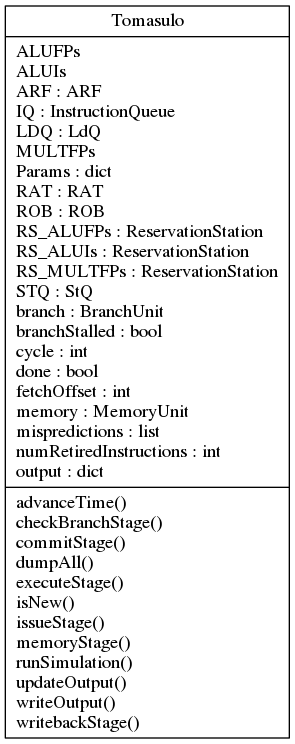 Tomasulo
ALUFPs
ALUIs
ARF : ARF
IQ : InstructionQueue
LDQ : LdQ
MULTFPs
Params : dict
RAT : RAT
ROB : ROB
RS_ALUFPs : ReservationStation
RS_ALUIs : ReservationStation
RS_MULTFPs : ReservationStation
STQ : StQ
branch : BranchUnit
branchStalled : bool
cycle : int
done : bool
fetchOffset : int
memory : MemoryUnit
mispredictions : list
numRetiredInstructions : int
output : dict
advanceTime()
checkBranchStage()
commitStage()
dumpAll()
executeStage()
isNew()
issueStage()
memoryStage()
runSimulation()
updateOutput()
writeOutput()
writebackStage()